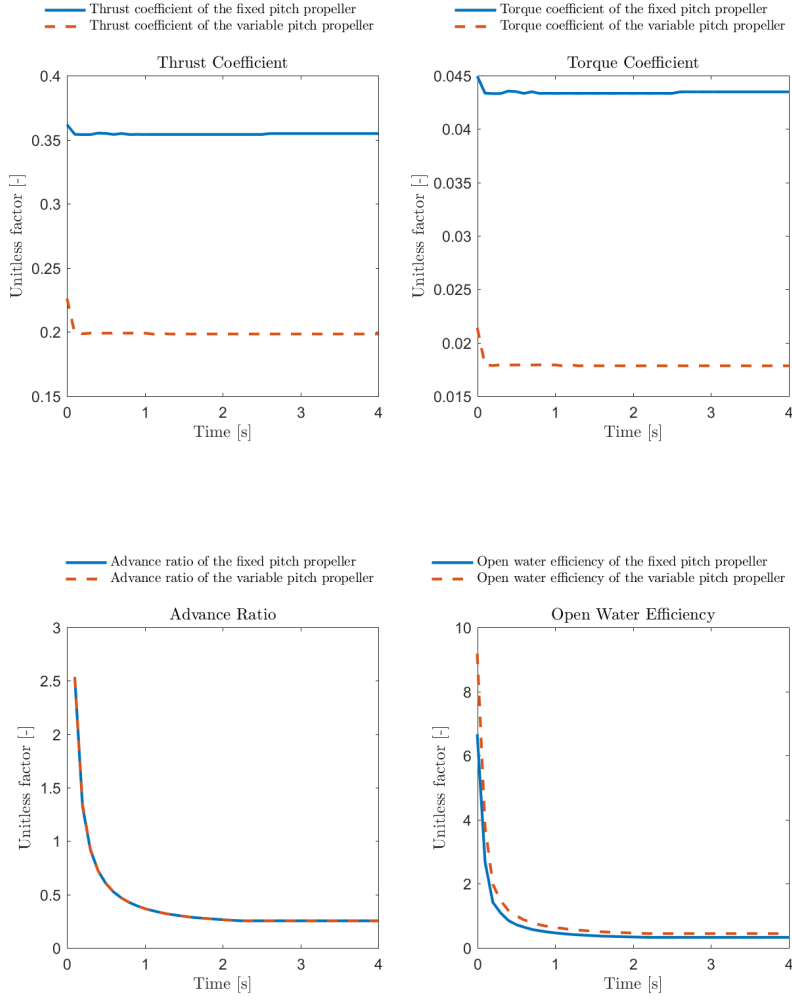 Thrust coefficient of the fixed pitch propeller
Thrust coefficient of the variable pitch propeller
Thrust Coefficient
0.4
0.35
0.3
0.25
0.2
0.15
Unitless factor [-]
0 1 2 3 4
Time [s]
Torque coefficient of the fixed pitch propeller
Torque coefficient of the variable pitch propeller
Torque Coefficient
0.045
0.04
0.035
0.03
0.025
0.02
0.015
Unitless factor [-]
0 1 2 3 4
Time [s]
Advance ratio of the fixed pitch propeller
Advance ratio of the variable pitch propeller
Advance Ratio
3
2.5
2
1.5
1
0.5
0
Unitless factor [-]
0 1 2 3 4
Time [s]
Open water efficiency of the fixed pitch propeller
Open water efficiency of the variable pitch propeller
Open Water Efficiency
10
8
6
4
2
0
Unitless factor [-]
0 1 2 3 4
Time [s]